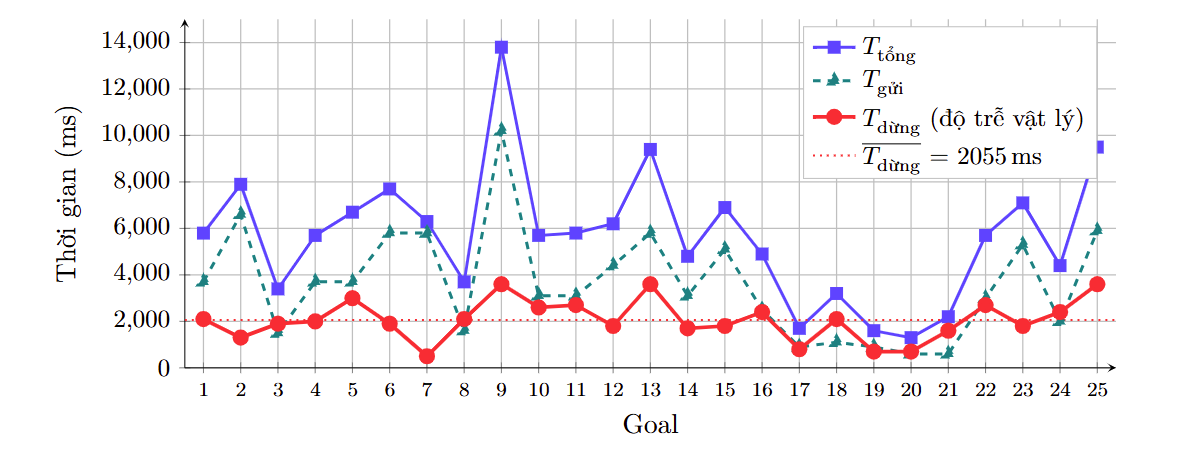 14,000
12,000
10,000
8,000
6,000
4,000
2,000
0
Thời gian (ms)
T_tổng
T_gửi
T_dừng (độ trễ vật lý)
\overline{T_dừng} = 2055 ms
1 2 3 4 5 6 7 8 9 10 11 12 13 14 15 16 17 18 19 20 21 22 23 24 25
Goal